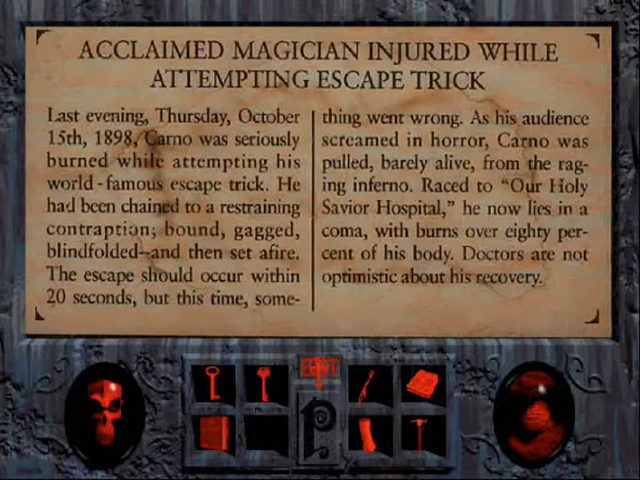 ACCLAIMED MAGICIAN INJURED WHILE
ATTEMPTING ESCAPE TRICK
Last evening, Thursday, October
15th, 1898, Carno was seriously
burned while attempting his
world-famous escape trick. He
had been chained to a restraining
contraption; bound, gagged,
blindfolded--and then set afire.
The escape should occur within
20 seconds, but this time, some-
thing went wrong. As his audience
screamed in horror, Carno was
pulled, barely alive, from the rag-
ing inferno. Raced to "Our Holy
Savior Hospital," he now lies in a
coma, with burns over eighty per-
cent of his body. Doctors are not
optimistic about his recovery.